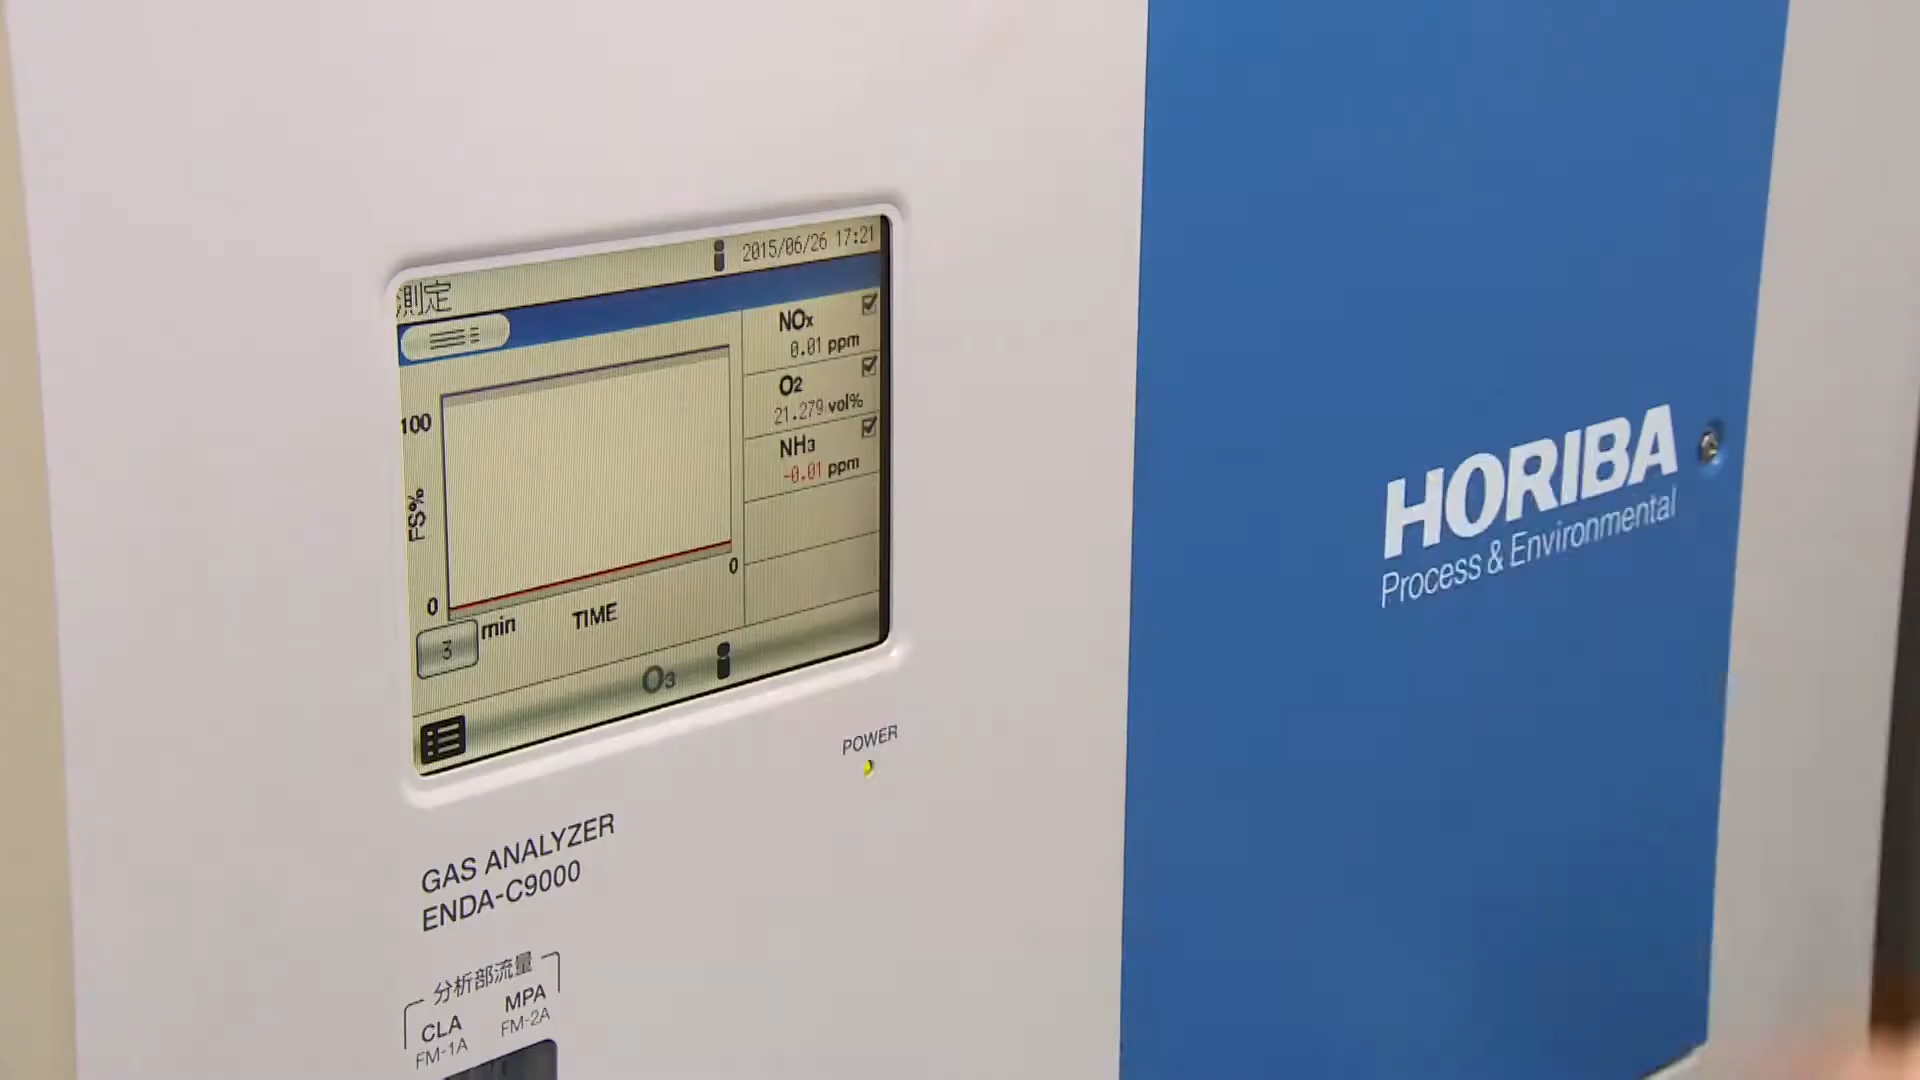 2015/06/26 17:21
測定
NOx
0.01 ppm
O2
21.279 vol%
NH3
-0.01 ppm
100
FS%
0
0
3 min TIME
O3
POWER
GAS ANALYZER
ENDA-C9000
分析部流量
CLA MPA
FM-1A FM-2A
HORIBA
Process & Environmental